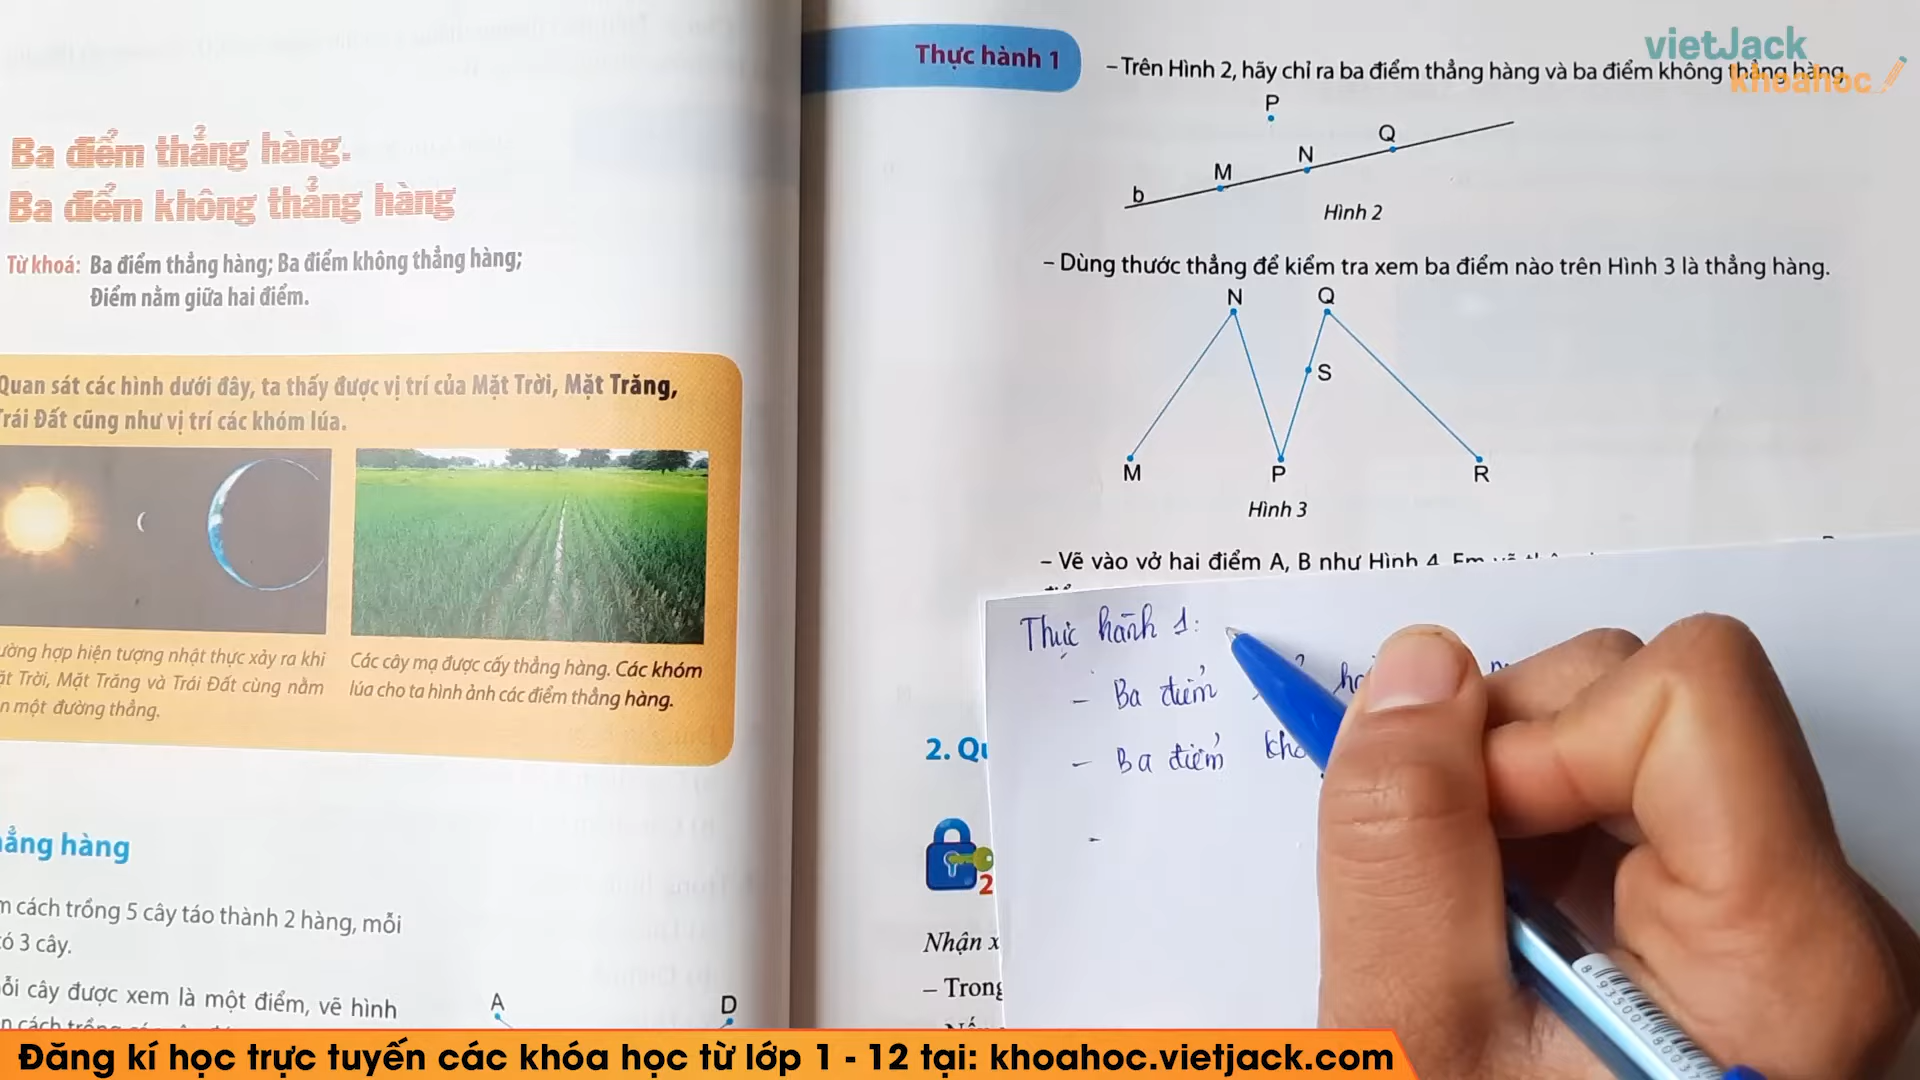 Ba điểm thẳng hàng.
Ba điểm không thẳng hàng
Từ khoá: Ba điểm thẳng hàng; Ba điểm không thẳng hàng;
Điểm nằm giữa hai điểm.
Quan sát các hình dưới đây, ta thấy được vị trí của Mặt Trời, Mặt Trăng,
Trái Đất cũng như vị trí các khóm lúa.
hợp hiện tượng nhật thực xảy ra khi
Trời, Mặt Trăng và Trái Đất cùng nằm
một đường thẳng.
Các cây mạ được cấy thẳng hàng. Các khóm
lúa cho ta hình ảnh các điểm thẳng hàng.
hàng
cách trồng 5 cây táo thành 2 hàng, mỗi
3 cây.
cây được xem là một điểm, vẽ hình
A
D
Thực hành 1
– Trên Hình 2, hãy chỉ ra ba điểm thẳng hàng và ba điểm không thẳng hàng
P
Q
N
M
b
Hình 2
– Dùng thước thẳng để kiểm tra xem ba điểm nào trên Hình 3 là thẳng hàng.
N
Q
S
M
P
R
Hình 3
– Vẽ vào vở hai điểm A, B như Hình 4. Em
Thực hành 1:
– Ba điểm
– Ba điểm
-
2.
2
Nhận
– Trong
vietJack
khoahoc
Đăng kí học trực tuyến các khóa học từ lớp 1 - 12 tại: khoahoc.vietjack.com